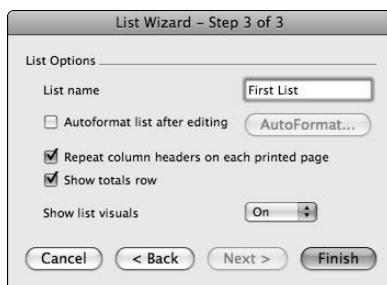 List Wizard – Step 3 of 3
List Options
List name First List
Autoformat list after editing AutoFormat...
Repeat column headers on each printed page
Show totals row
Show list visuals On
Cancel < Back Next > Finish